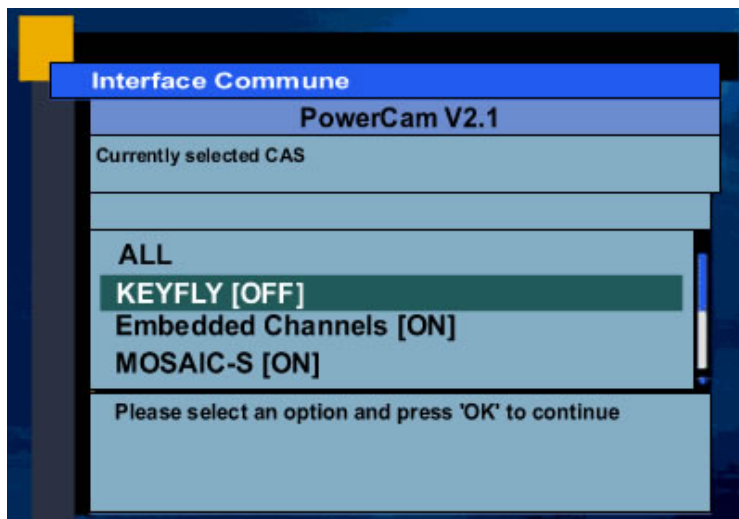 Interface Commune
PowerCam V2.1
Currently selected CAS
ALL
KEYFLY [OFF]
Embedded Channels [ON]
MOSAIC-S [ON]
Please select an option and press 'OK' to continue